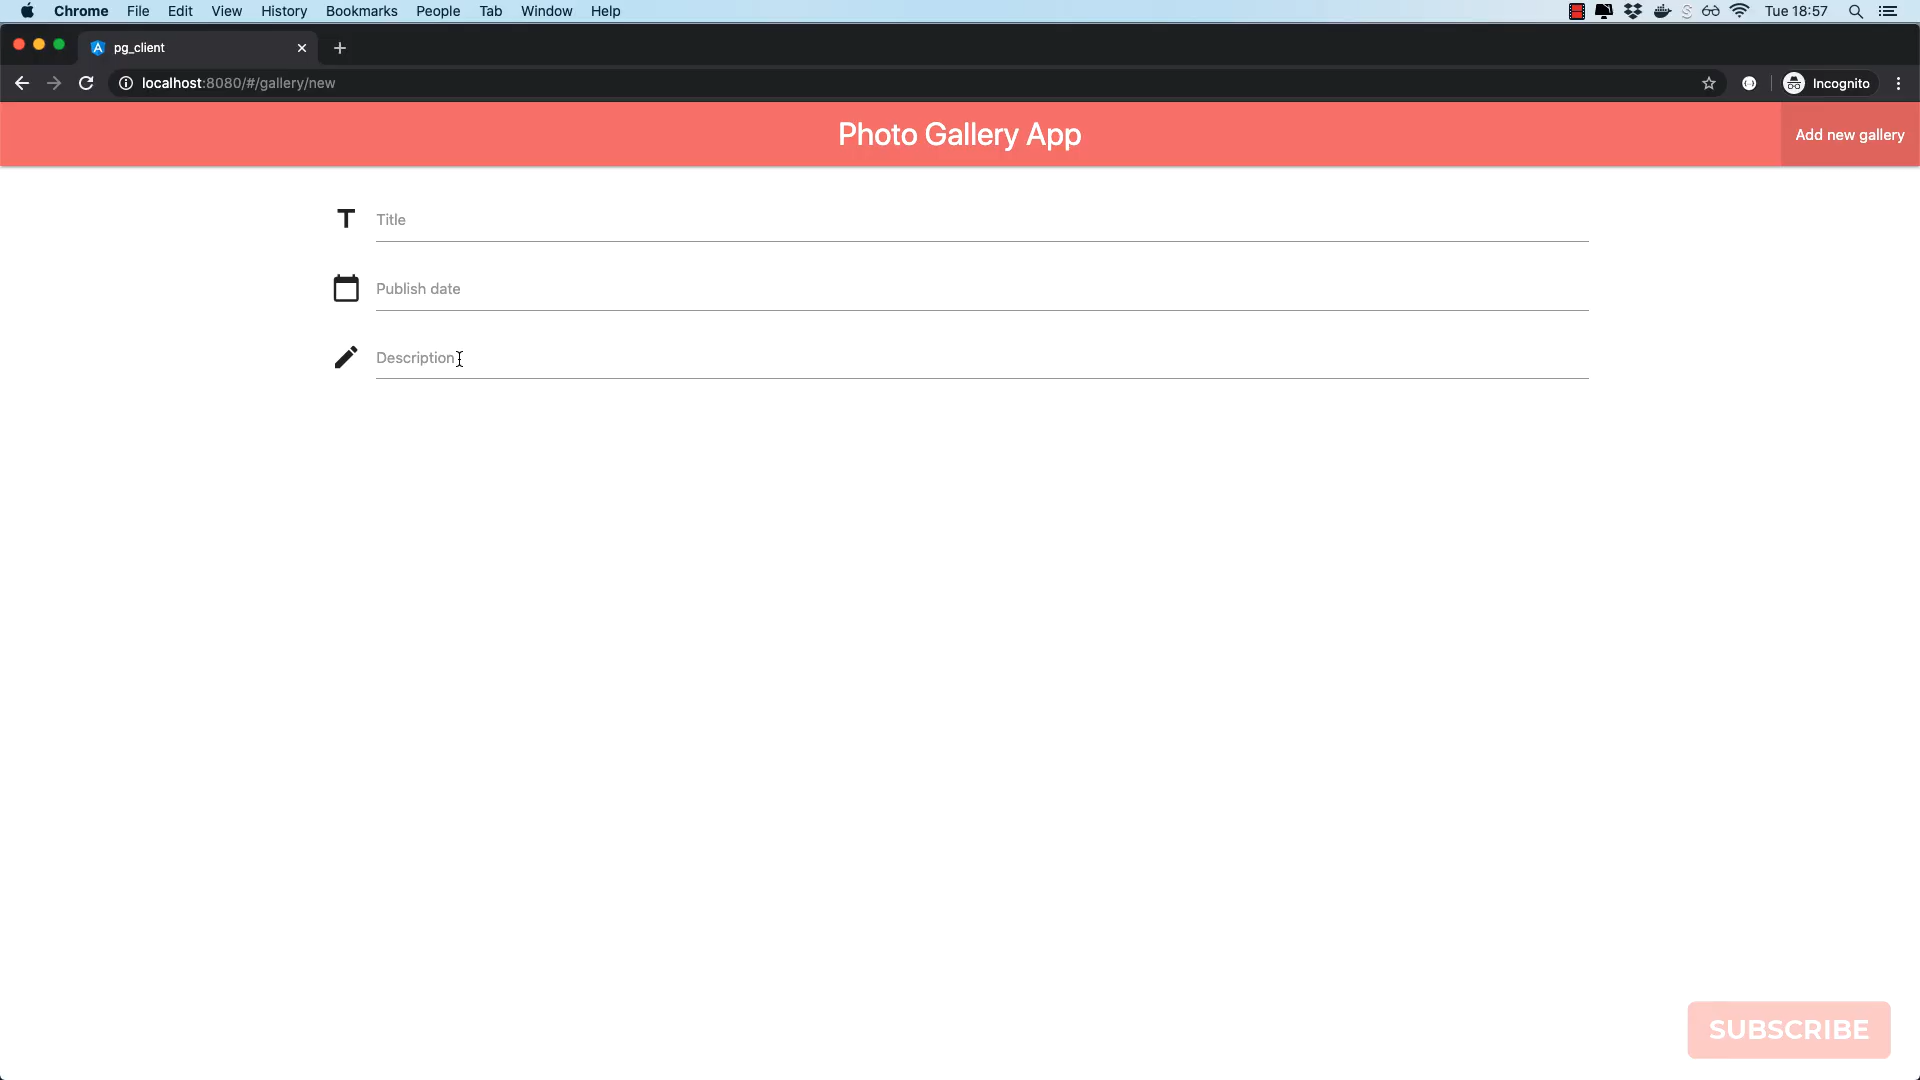 Chrome File Edit View History Bookmarks People Tab Window Help Tue 18:57
pg_client
localhost:8080/#/gallery/new Incognito
Photo Gallery App Add new gallery
Title
Publish date
Description
SUBSCRIBE